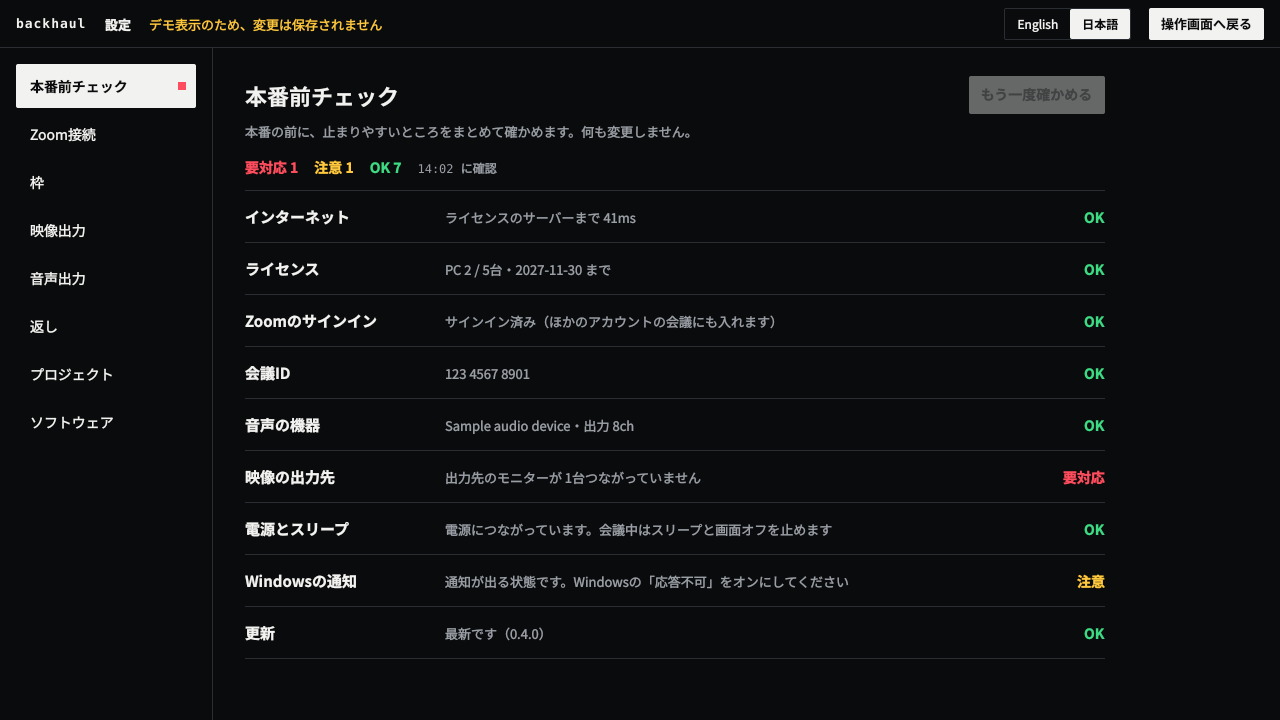 backhaul 設定 デモ表示のため、変更は保存されません English 日本語 操作画面へ戻る
本番前チェック
Zoom接続
枠
映像出力
音声出力
返し
プロジェクト
ソフトウェア
本番前チェック もう一度確かめる
本番の前に、止まりやすいところをまとめて確かめます。何も変更しません。
要対応 1 注意 1 OK 7 14:02 に確認
インターネット ライセンスのサーバーまで 41ms OK
ライセンス PC 2 / 5台・2027-11-30 まで OK
Zoomのサインイン サインイン済み（ほかのアカウントの会議にも入れます） OK
会議ID 123 4567 8901 OK
音声の機器 Sample audio device・出力 8ch OK
映像の出力先 出力先のモニターが 1台つながっていません 要対応
電源とスリープ 電源につながっています。会議中はスリープと画面オフを止めます OK
Windowsの通知 通知が出る状態です。Windowsの「応答不可」をオンにしてください 注意
更新 最新です（0.4.0） OK